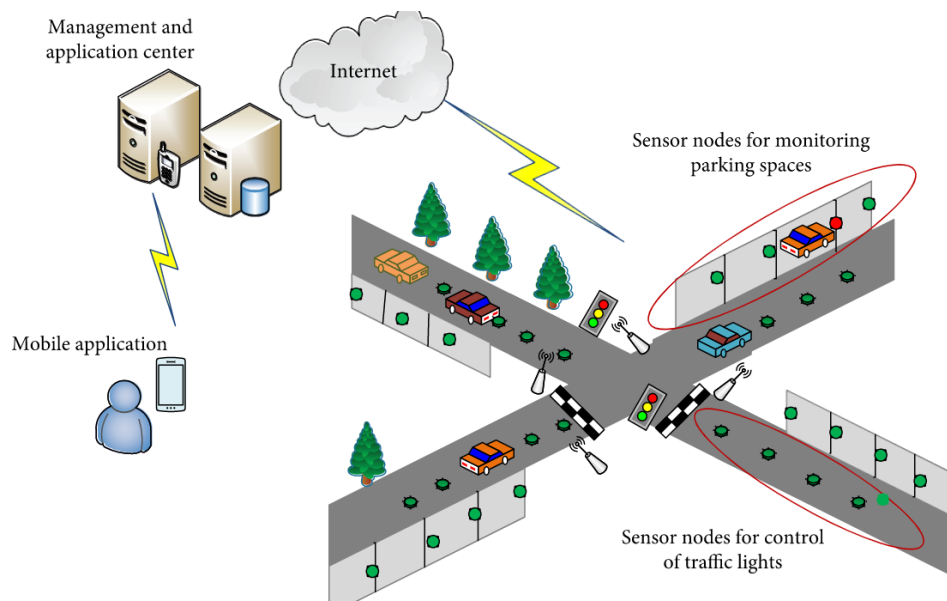 Management and
application center
Internet
Sensor nodes for monitoring
parking spaces
Mobile application
Sensor nodes for control
of traffic lights